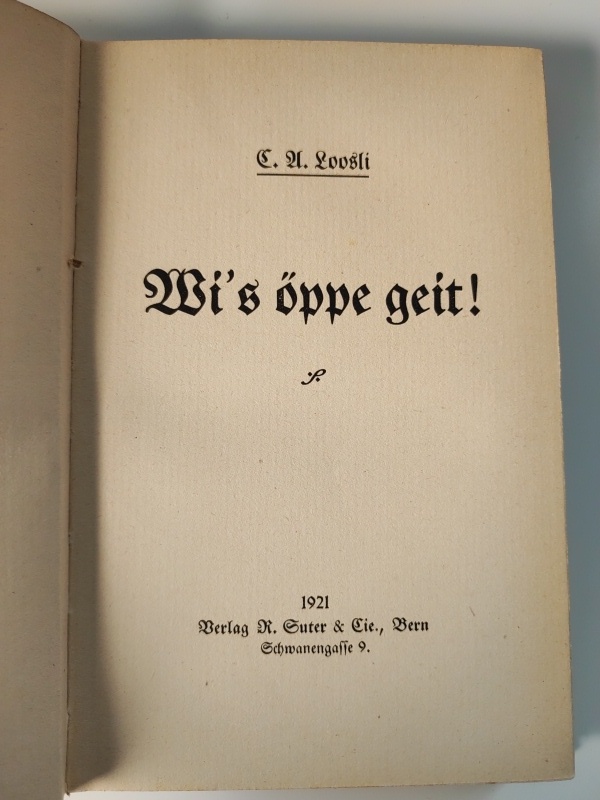 C. A. Loosli
Wi's öppe geit!
1921
Verlag R. Suter & Cie., Bern
Schwanengasse 9.